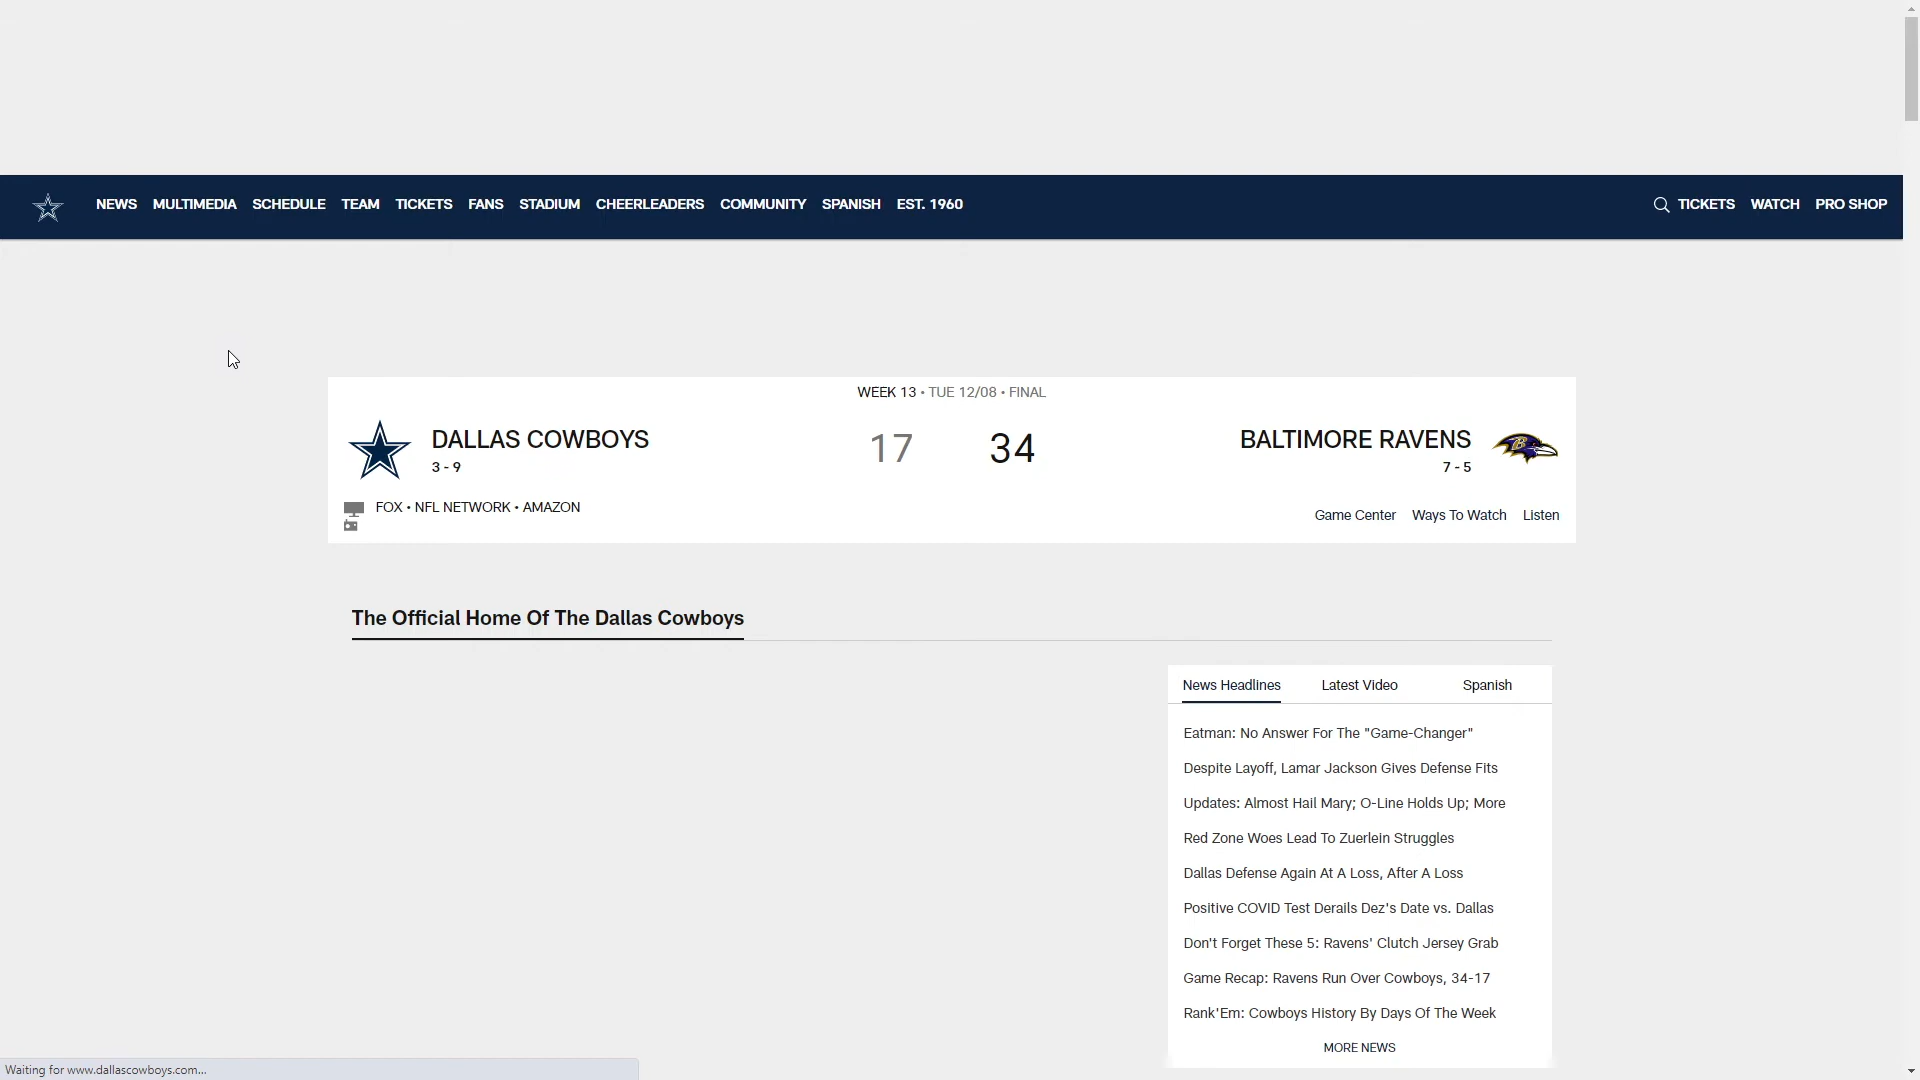 NEWS MULTIMEDIA SCHEDULE TEAM TICKETS FANS STADIUM CHEERLEADERS COMMUNITY SPANISH EST. 1960 TICKETS WATCH PRO SHOP
WEEK 13 • TUE 12/08 • FINAL
DALLAS COWBOYS 17 34 BALTIMORE RAVENS
3 - 9 7 - 5
FOX • NFL NETWORK • AMAZON
Game Center Ways To Watch Listen
The Official Home Of The Dallas Cowboys
News Headlines Latest Video Spanish
Eatman: No Answer For The "Game-Changer"
Despite Layoff, Lamar Jackson Gives Defense Fits
Updates: Almost Hail Mary; O-Line Holds Up; More
Red Zone Woes Lead To Zuerlein Struggles
Dallas Defense Again At A Loss, After A Loss
Positive COVID Test Derails Dez's Date vs. Dallas
Don't Forget These 5: Ravens' Clutch Jersey Grab
Game Recap: Ravens Run Over Cowboys, 34-17
Rank'Em: Cowboys History By Days Of The Week
MORE NEWS
Waiting for www.dallascowboys.com...